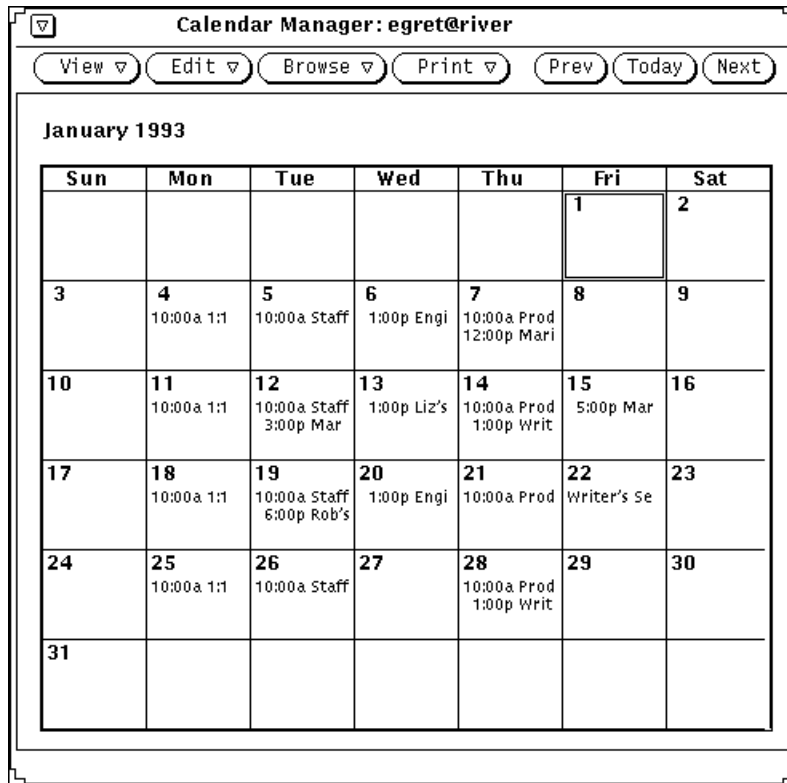 Calendar Manager: egret@river
View Edit Browse Print Prev Today Next
January 1993
Sun Mon Tue Wed Thu Fri Sat
1 2
3 4 5 6 7 8 9
10:00a 1:1 10:00a Staff 1:00p Engi 10:00a Prod
12:00p Mari
10 11 12 13 14 15 16
10:00a 1:1 10:00a Staff 1:00p Liz's 10:00a Prod 5:00p Mar
3:00p Mar 1:00p Writ
17 18 19 20 21 22 23
10:00a 1:1 10:00a Staff 1:00p Engi 10:00a Prod Writer's Se
6:00p Rob's
24 25 26 27 28 29 30
10:00a 1:1 10:00a Staff 10:00a Prod
1:00p Writ
31